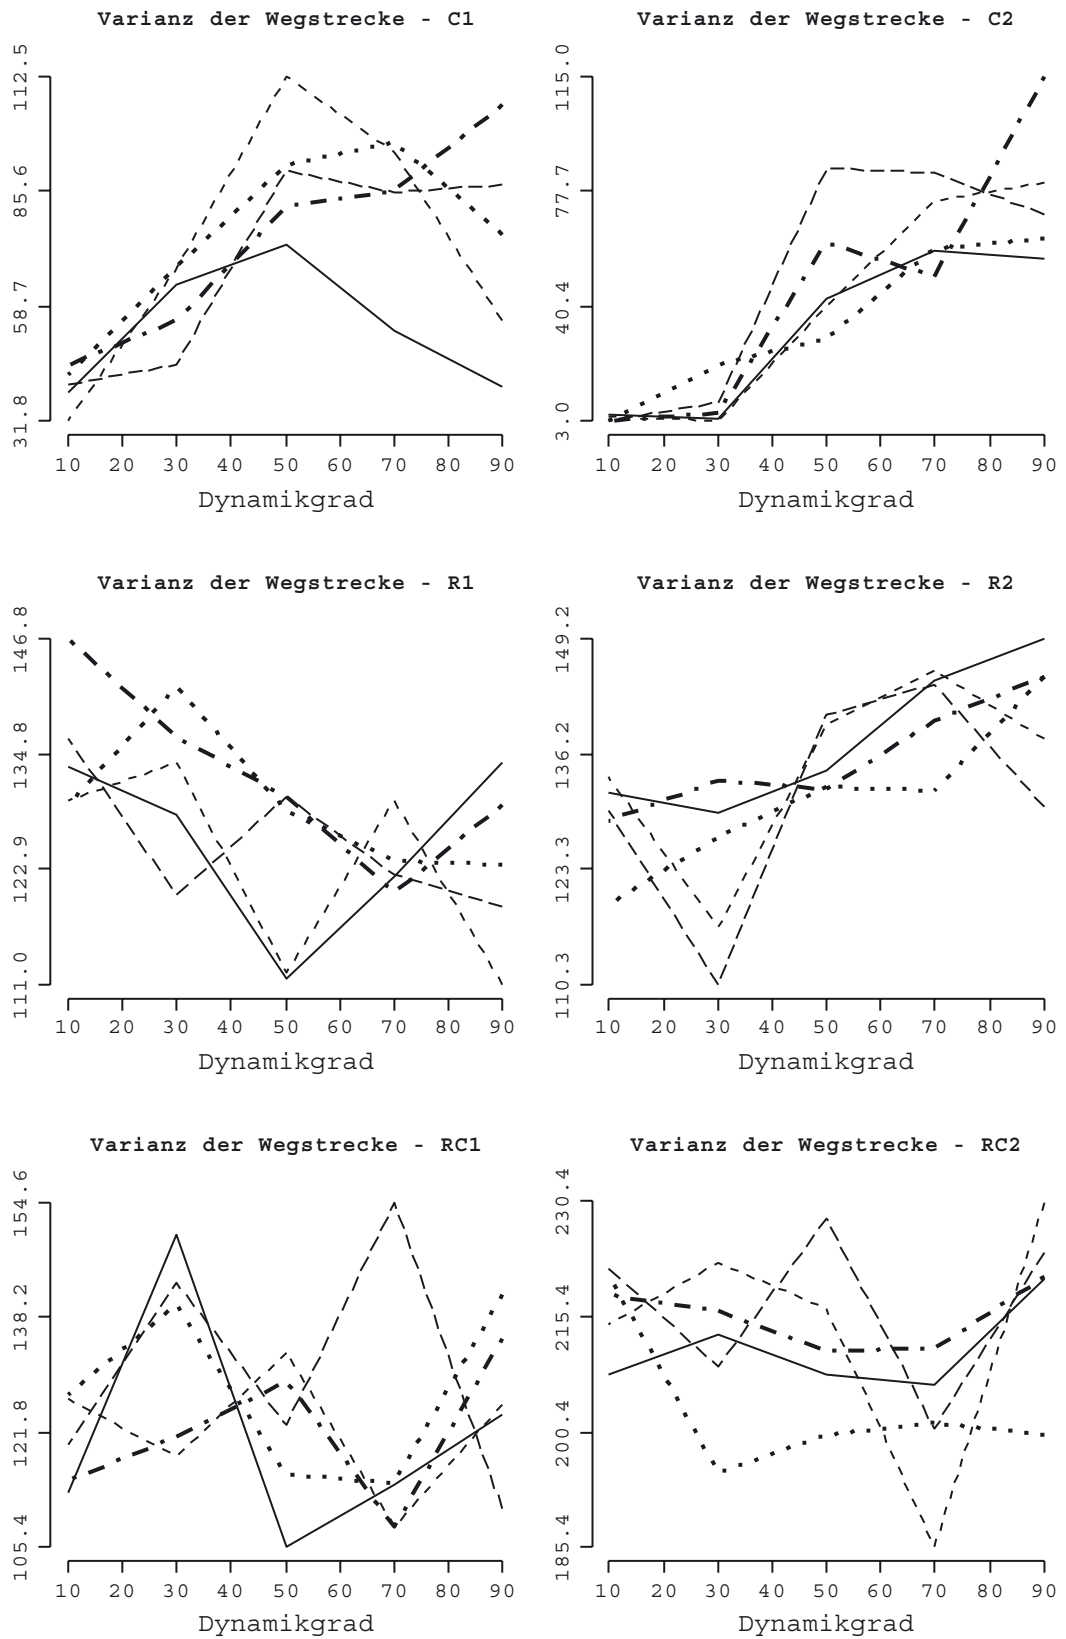 Varianz der Wegstrecke - C1
112.5
85.6
58.7
31.8
10 20 30 40 50 60 70 80 90
Dynamikgrad
Varianz der Wegstrecke - C2
115.0
77.7
40.4
3.0
10 20 30 40 50 60 70 80 90
Dynamikgrad
Varianz der Wegstrecke - R1
146.8
134.8
122.9
111.0
10 20 30 40 50 60 70 80 90
Dynamikgrad
Varianz der Wegstrecke - R2
149.2
136.2
123.3
110.3
10 20 30 40 50 60 70 80 90
Dynamikgrad
Varianz der Wegstrecke - RC1
154.6
138.2
121.8
105.4
10 20 30 40 50 60 70 80 90
Dynamikgrad
Varianz der Wegstrecke - RC2
230.4
215.4
200.4
185.4
10 20 30 40 50 60 70 80 90
Dynamikgrad